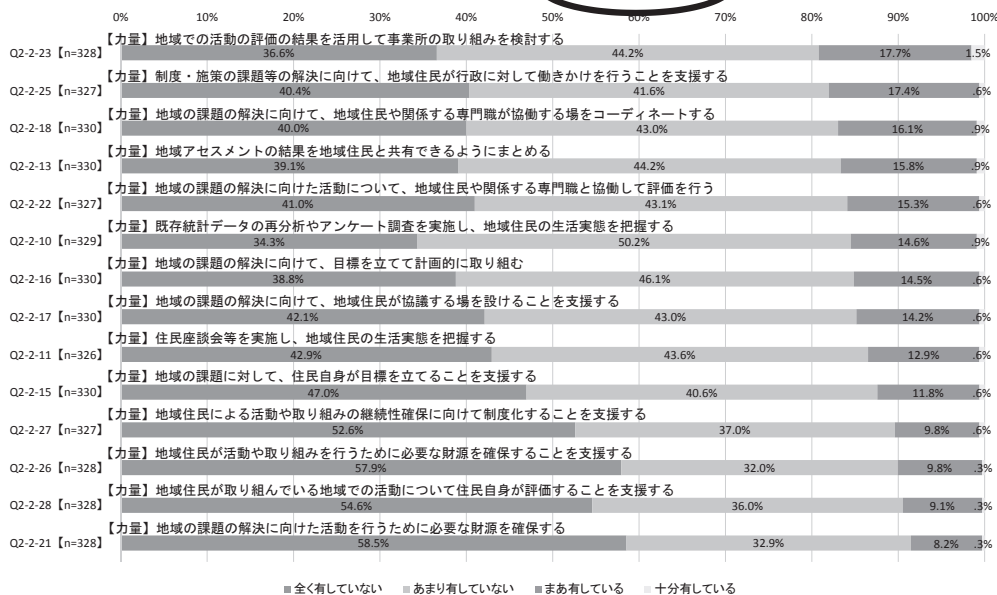 0% 10% 20% 30% 40% 50% 60% 70% 80% 90% 100%
【力量】地域での活動の評価の結果を活用して事業所の取り組みを検討する
Q2-2-23【n=328】 36.6% 44.2% 17.7% 1.5%
【力量】制度・施策の課題等の解決に向けて、地域住民が行政に対して働きかけを行うことを支援する
Q2-2-25【n=327】 40.4% 41.6% 17.4% .6%
【力量】地域の課題の解決に向けて、地域住民や関係する専門職が協働する場をコーディネートする
Q2-2-18【n=330】 40.0% 43.0% 16.1% .9%
【力量】地域アセスメントの結果を地域住民と共有できるようにまとめる
Q2-2-13【n=330】 39.1% 44.2% 15.8% .9%
【力量】地域の課題の解決に向けた活動について、地域住民や関係する専門職と協働して評価を行う
Q2-2-22【n=327】 41.0% 43.1% 15.3% .6%
【力量】既存統計データの再分析やアンケート調査を実施し、地域住民の生活実態を把握する
Q2-2-10【n=329】 34.3% 50.2% 14.6% .9%
【力量】地域の課題の解決に向けて、目標を立てて計画的に取り組む
Q2-2-16【n=330】 38.8% 46.1% 14.5% .6%
【力量】地域の課題の解決に向けて、地域住民が協議する場を設けることを支援する
Q2-2-17【n=330】 42.1% 43.0% 14.2% .6%
【力量】住民座談会等を実施し、地域住民の生活実態を把握する
Q2-2-11【n=326】 42.9% 43.6% 12.9% .6%
【力量】地域の課題に対して、住民自身が目標を立てることを支援する
Q2-2-15【n=330】 47.0% 40.6% 11.8% .6%
【力量】地域住民による活動や取り組みの継続性確保に向けて制度化することを支援する
Q2-2-27【n=327】 52.6% 37.0% 9.8% .6%
【力量】地域住民が活動や取り組みを行うために必要な財源を確保することを支援する
Q2-2-26【n=328】 57.9% 32.0% 9.8% .3%
【力量】地域住民が取り組んでいる地域での活動について住民自身が評価することを支援する
Q2-2-28【n=328】 54.6% 36.0% 9.1% .3%
【力量】地域の課題の解決に向けた活動を行うために必要な財源を確保する
Q2-2-21【n=328】 58.5% 32.9% 8.2% .3%
全く有していない あまり有していない まあ有している 十分有している